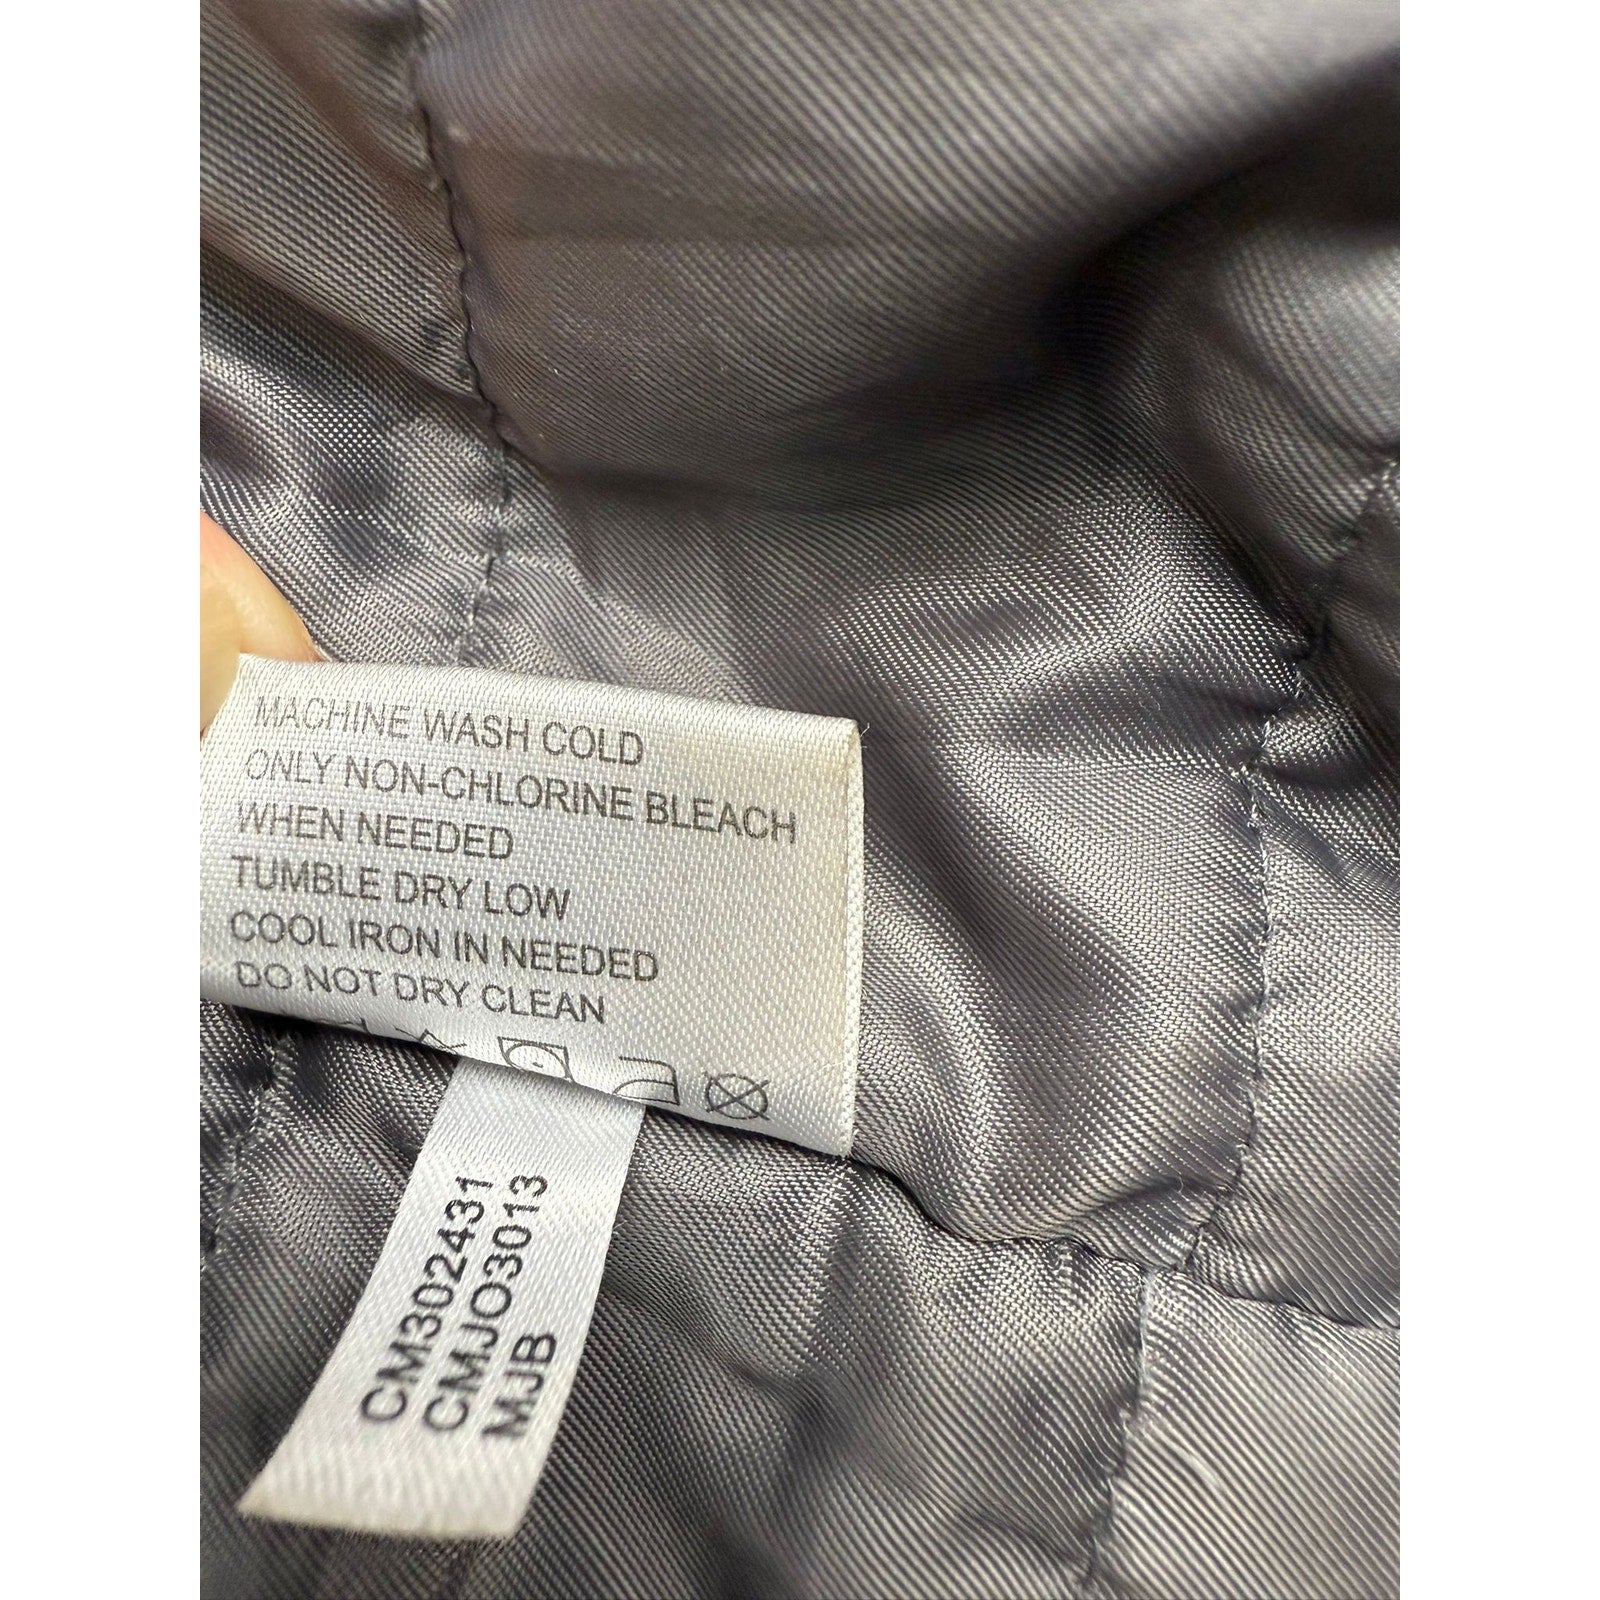 MACHINE WASH COLD
ONLY NON-CHLORINE BLEACH
WHEN NEEDED
TUMBLE DRY LOW
COOL IRON IN NEEDED
DO NOT DRY CLEAN
CM302431
CMJO3013
MJB